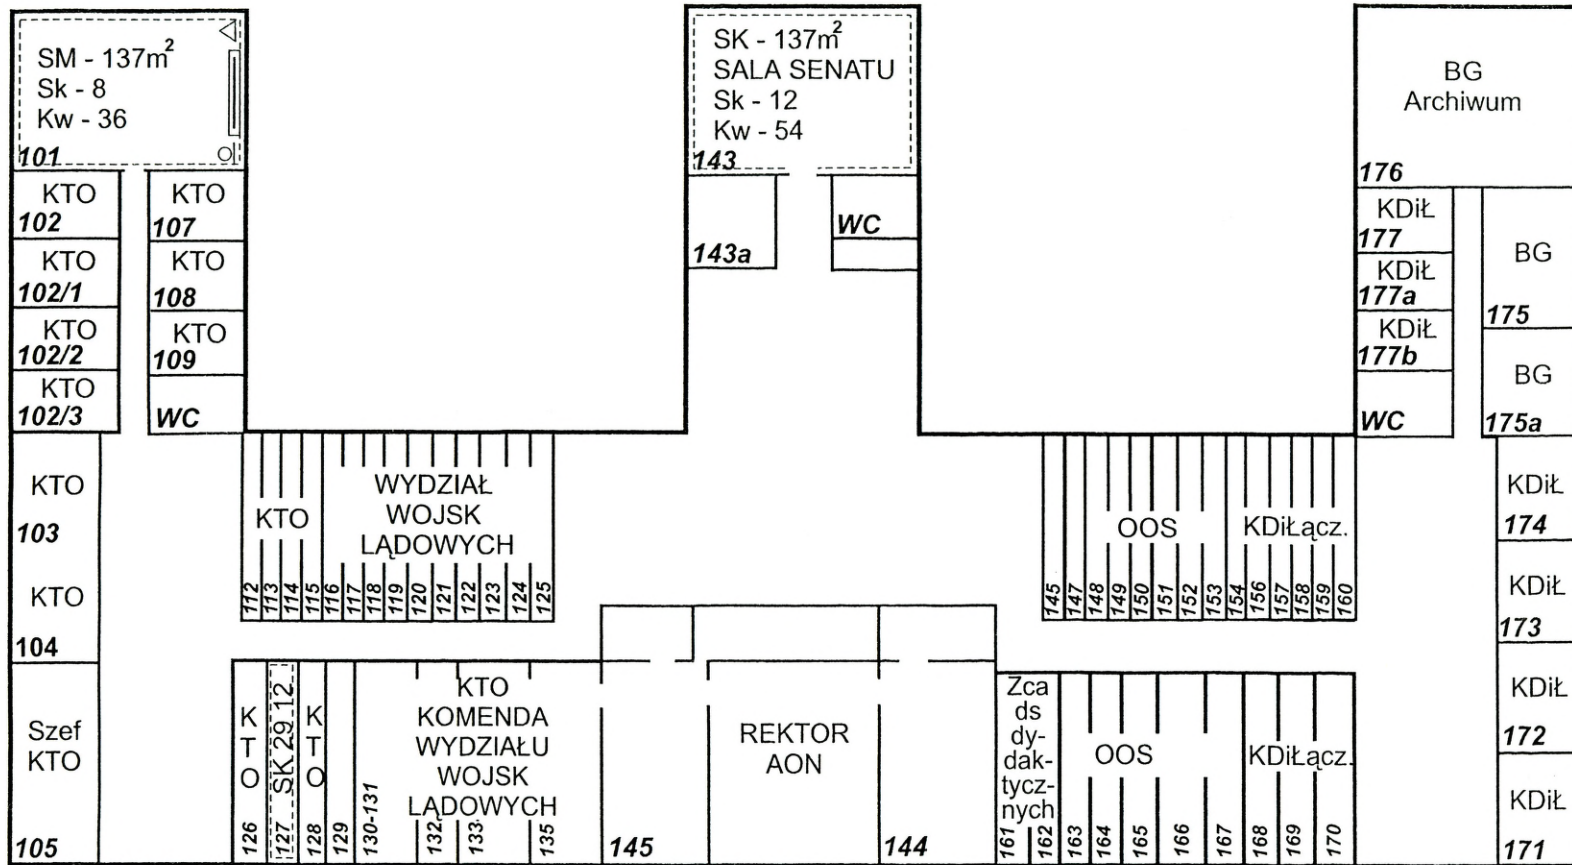 SM - 137m²
Sk - 8
Kw - 36
101
KTO
102
KTO
102/1
KTO
102/2
KTO
102/3
KTO
107
KTO
108
KTO
109
WC
KTO
103
KTO
104
Szef
KTO
105
SK - 137m²
SALA SENATU
Sk - 12
Kw - 54
143
143a
WC
BG
Archiwum
176
KDiŁ
177
KDiŁ
177a
KDiŁ
177b
WC
BG
175
BG
175a
KDiŁ
174
KDiŁ
173
KDiŁ
172
KDiŁ
171
KTO
WYDZIAŁ
WOJSK
LĄDOWYCH
112 113 114 115 116 117 118 119 120 121 122 123 124 125
OOS
KDiŁącz.
145 147 148 149 150 151 152 153 154 156 157 158 159 160
K
T
O
126
SK 29 12
127
K
T
O
128
129
130-131
KTO
KOMENDA
WYDZIAŁU
WOJSK
LĄDOWYCH
132 133 135
145
REKTOR
AON
144
Zca
ds
dy-
dak-
tycz-
nych
161 162
OOS
163 164 165 166 167
KDiŁącz.
168 169 170